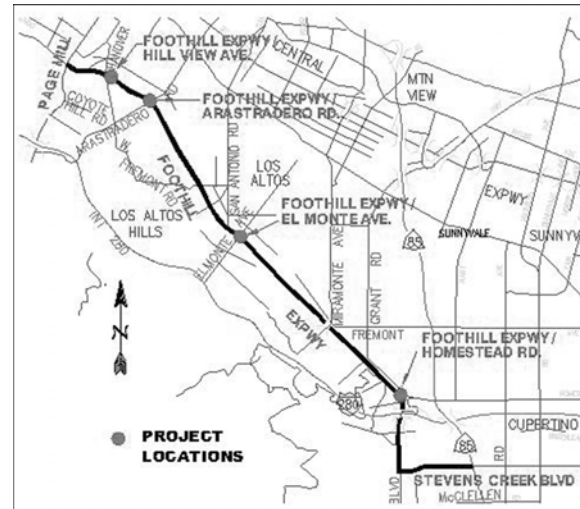 FOOTHILL EXPWY/
HILL VIEW AVE.
HANOVER
PAGE MILL
CENTRAL
MTN
VIEW
COYOTE
HILL RD
FOOTHILL EXPWY/
ARASTRADERO RD.
ARASTRADERO
RD
W.
FREMONT RD
FOOTHILL
SAN ANTONIO RD
LOS
ALTOS
EXPWY
LOS ALTOS
HILLS
FOOTHILL EXPWY/
EL MONTE AVE.
INT 280
ELMONTE AVE
85
SUNNYVALE
SUNNYV
MIRAMONTE AVE
GRANT RD
N
EXPWY
FREMONT
FOOTHILL EXPWY/
HOMESTEAD RD.
280
CUPERTINO
PROJECT
LOCATIONS
85
RD
STEVENS CREEK BLVD
BLVD
McCLELLEN